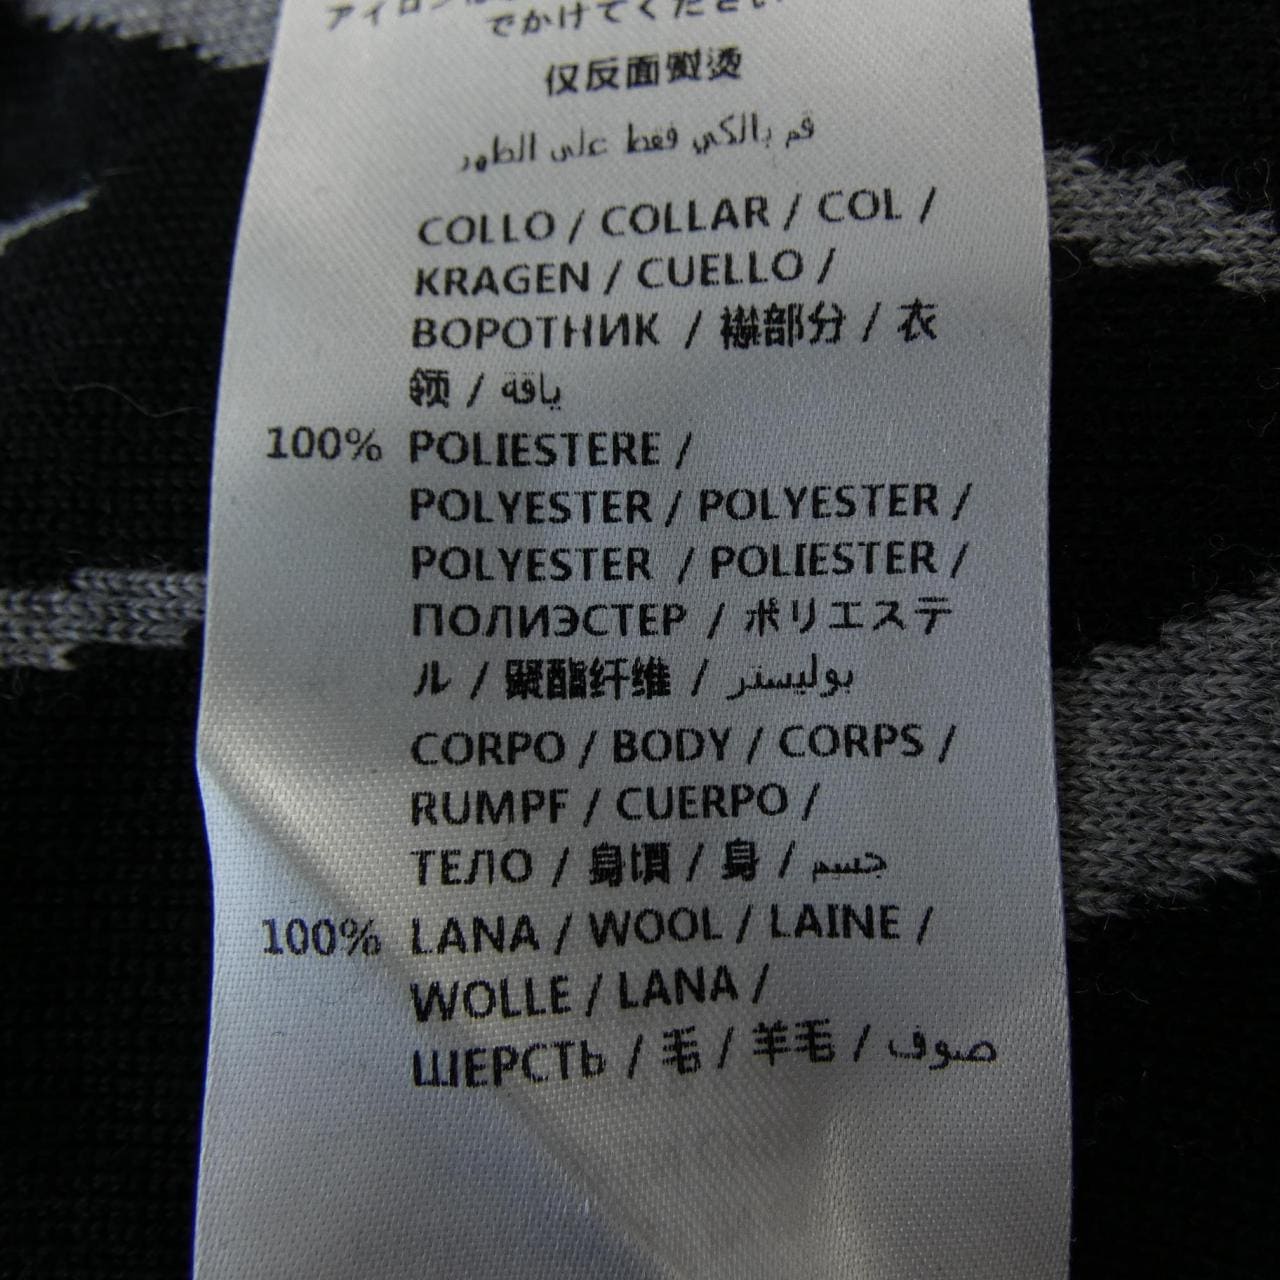 でかけてください
仅反面熨烫
قم بالكي فقط على الظهر
COLLO / COLLAR / COL /
KRAGEN / CUELLO /
ВОРОТНИК / 襟部分 / 衣
领 / ياقة
100% POLIESTERE /
POLYESTER / POLYESTER /
POLYESTER / POLIESTER /
ПОЛИЭСТЕР / ポリエステ
ル / 聚酯纤维 / بوليستر
CORPO / BODY / CORPS /
RUMPF / CUERPO /
ТЕЛО / 身頃 / 身 / جسم
100% LANA / WOOL / LAINE /
WOLLE / LANA /
ШЕРСТЬ / 毛 / 羊毛 / صوف